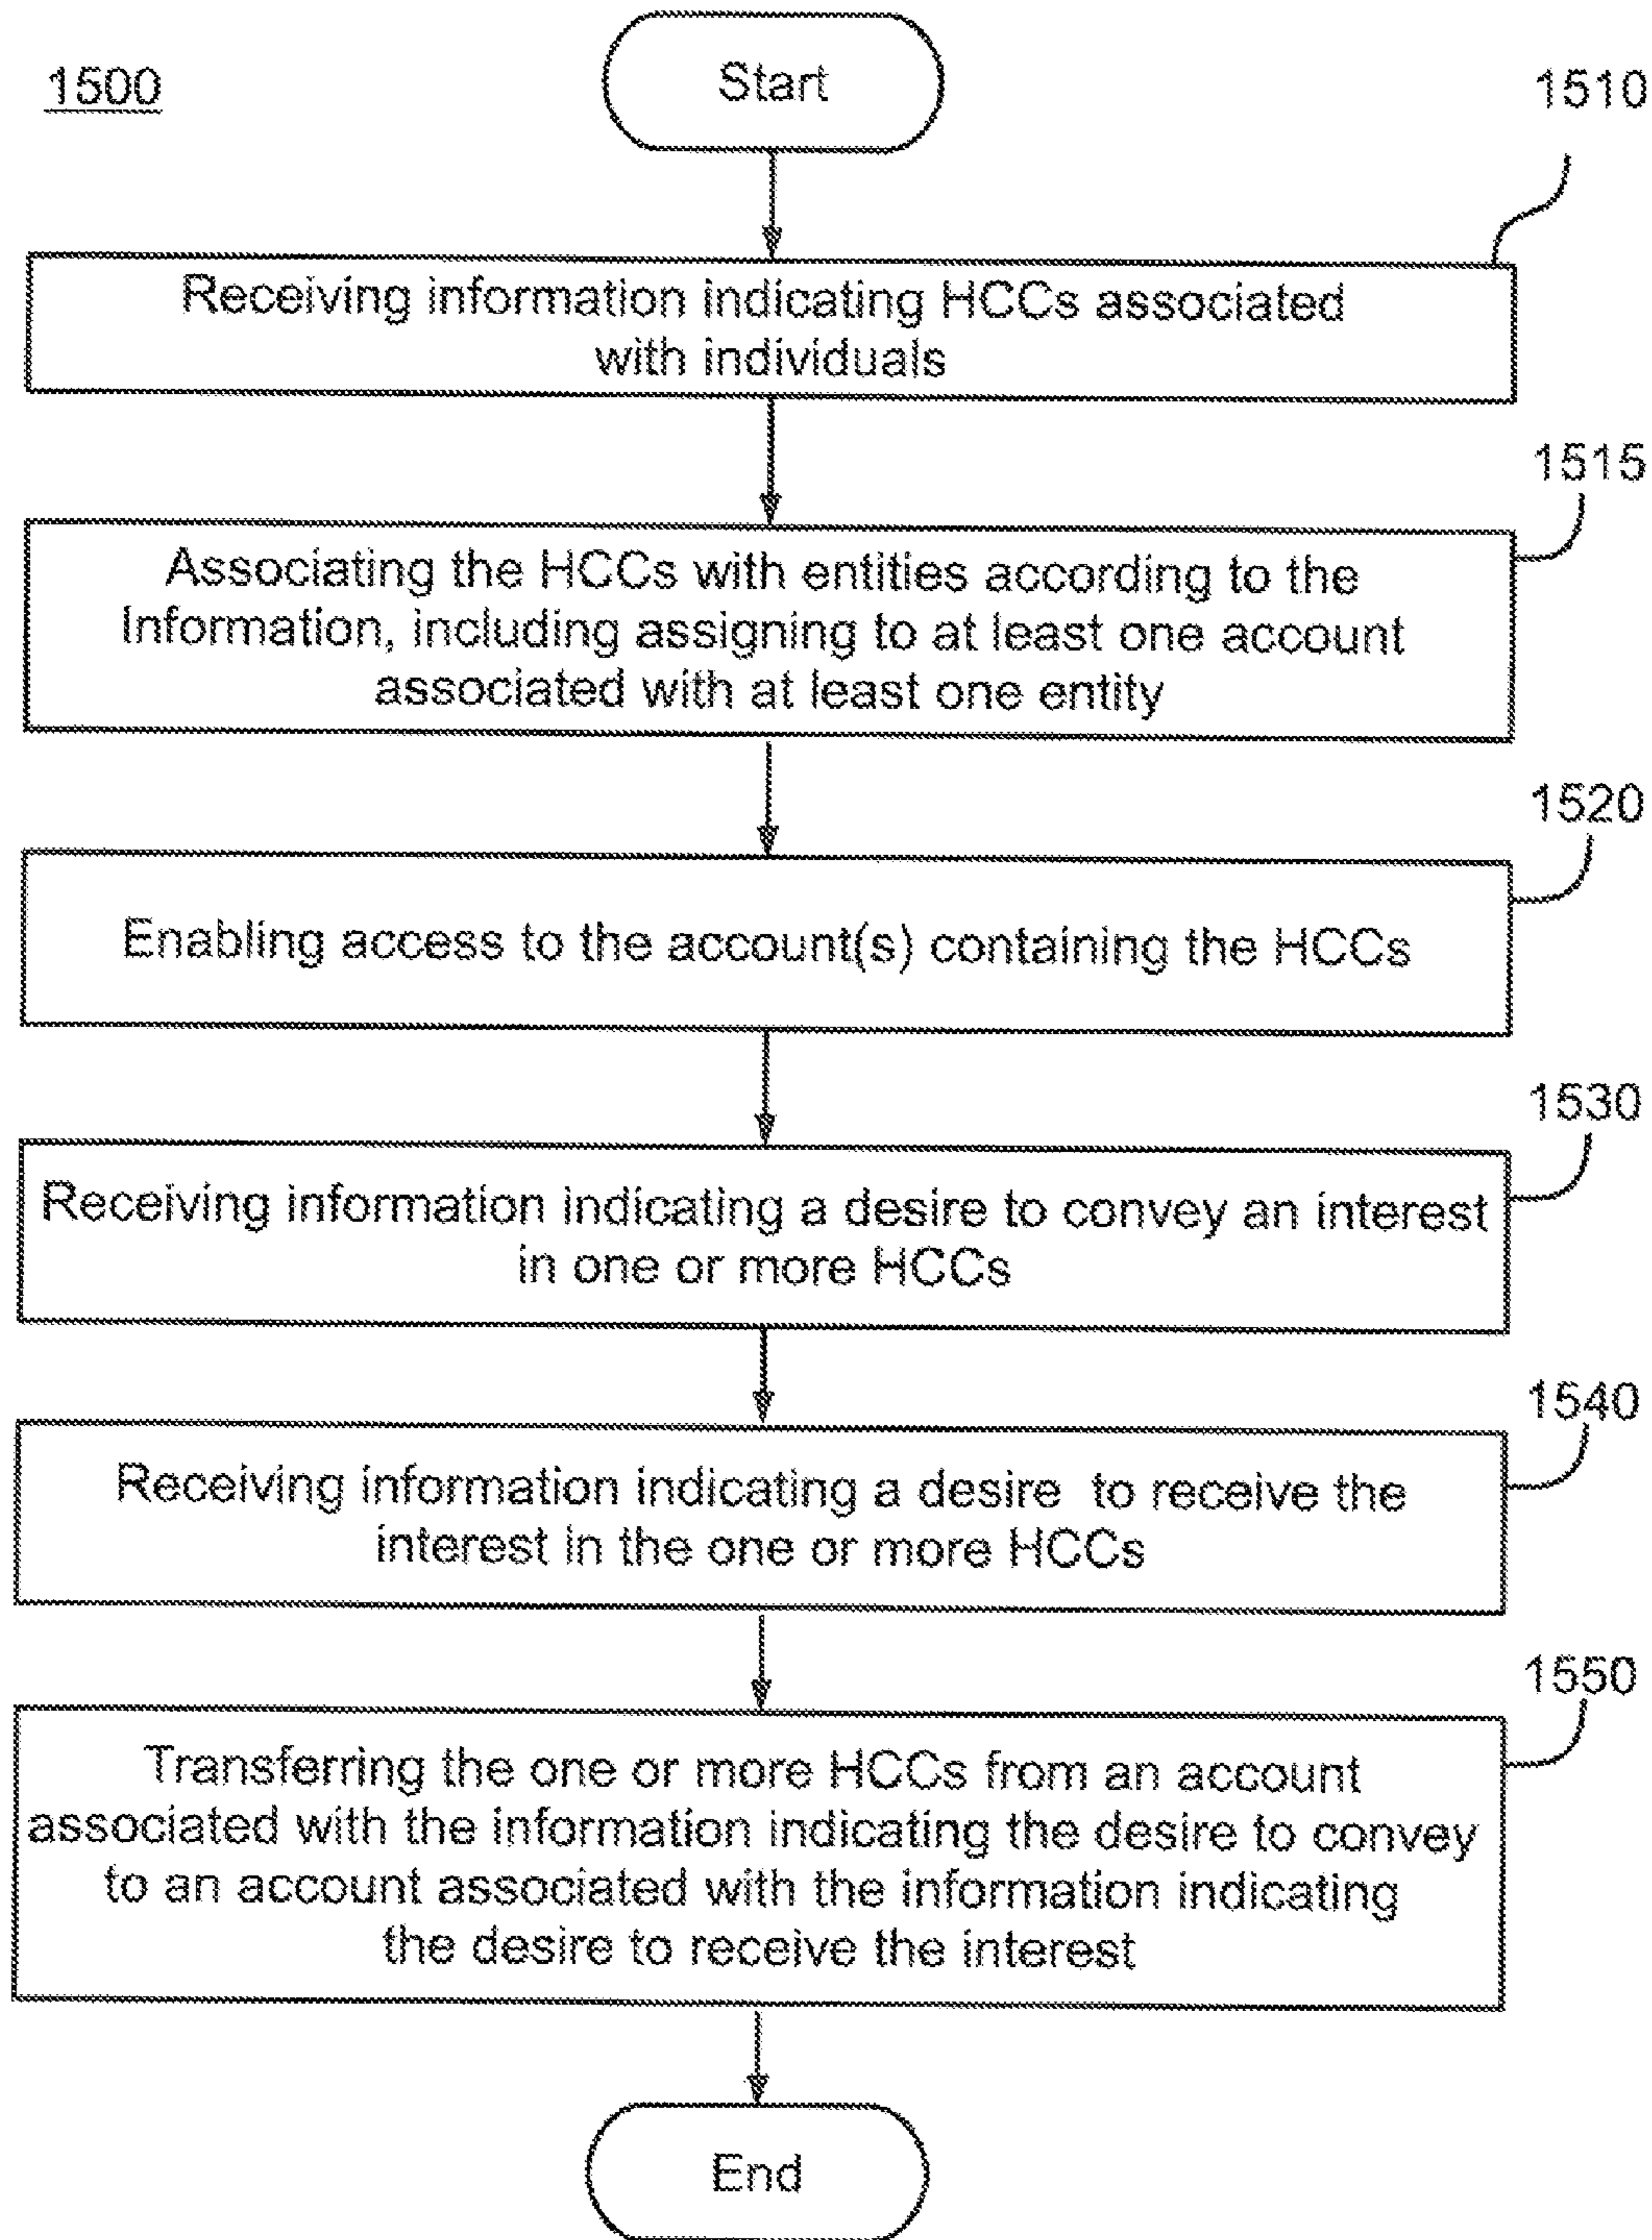 1500
Start
1510
Receiving information indicating HCCs associated
with individuals
1515
Associating the HCCs with entities according to the
Information, including assigning to at least one account
associated with at least one entity
1520
Enabling access to the account(s) containing the HCCs
1530
Receiving information indicating a desire to convey an interest
in one or more HCCs
1540
Receiving information indicating a desire to receive the
interest in the one or more HCCs
1550
Transferring the one or more HCCs from an account
associated with the information indicating the desire to convey
to an account associated with the information indicating
the desire to receive the interest
End